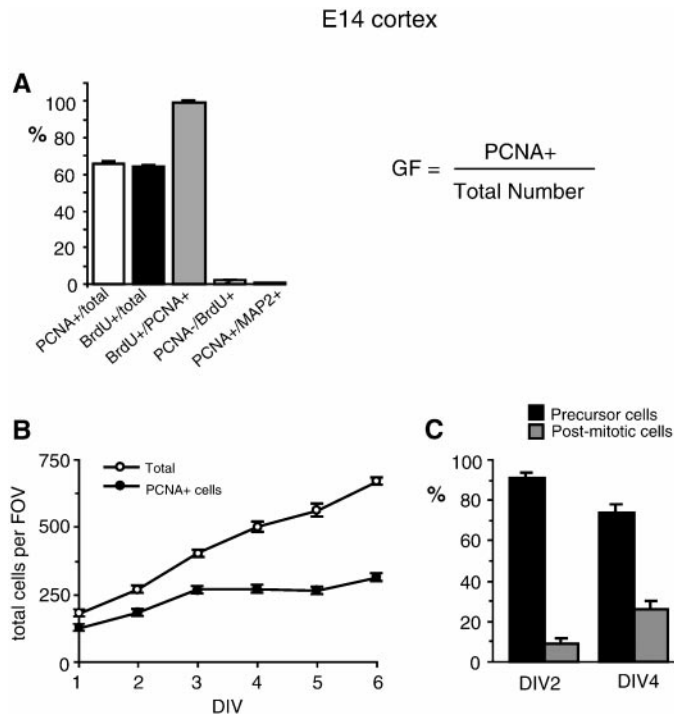 E14 cortex
A
%
100
80
60
40
20
0
PCNA+/total
BrdU+/total
BrdU+/PCNA+
PCNA-/BrdU+
PCNA+/MAP2+
GF =
PCNA+
Total Number
B
total cells per FOV
750
500
250
0
Total
PCNA+ cells
1 2 3 4 5 6
DIV
C
Precursor cells
Post-mitotic cells
%
100
80
60
40
20
0
DIV2 DIV4